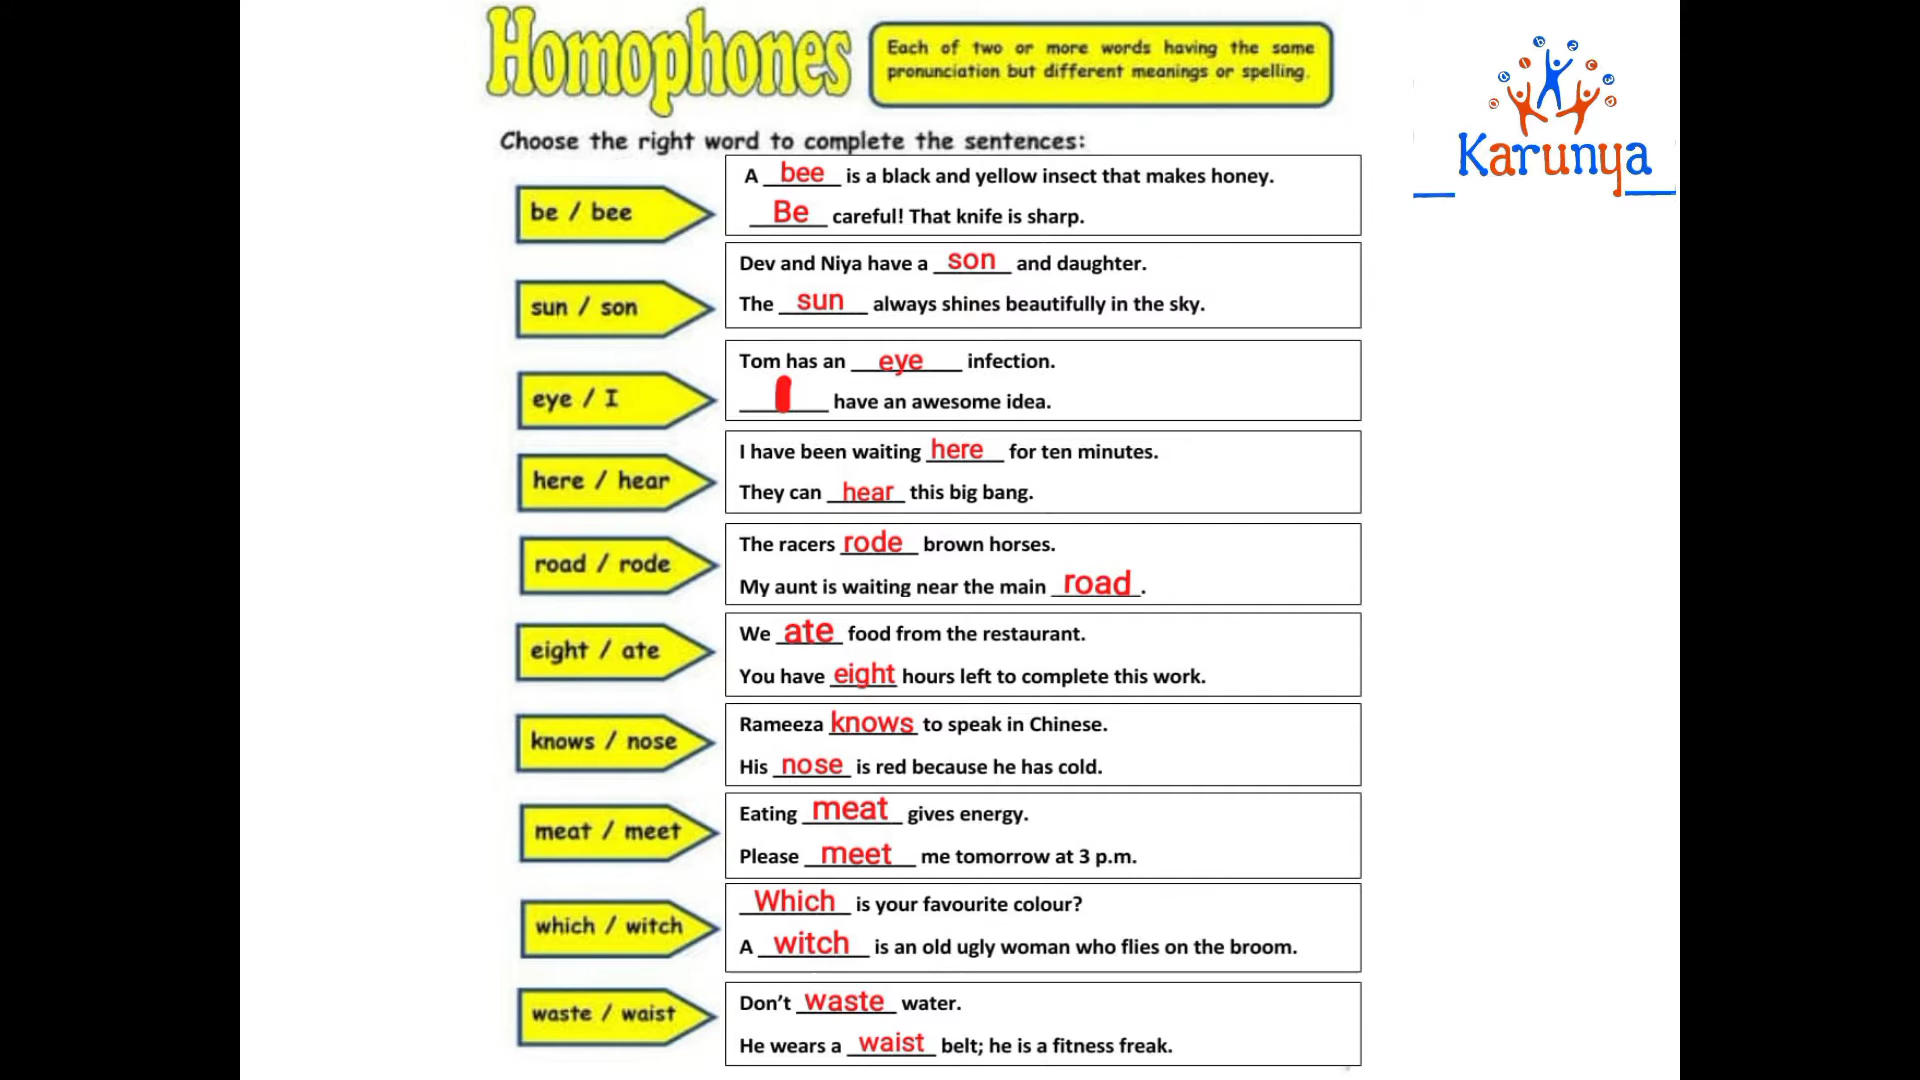 Homophones
Each of two or more words having the same
pronunciation but different meanings or spelling.
Karunya
Choose the right word to complete the sentences:
be / bee
A bee is a black and yellow insect that makes honey.
Be careful! That knife is sharp.
sun / son
Dev and Niya have a son and daughter.
The sun always shines beautifully in the sky.
eye / I
Tom has an eye infection.
I have an awesome idea.
here / hear
I have been waiting here for ten minutes.
They can hear this big bang.
road / rode
The racers rode brown horses.
My aunt is waiting near the main road.
eight / ate
We ate food from the restaurant.
You have eight hours left to complete this work.
knows / nose
Rameeza knows to speak in Chinese.
His nose is red because he has cold.
meat / meet
Eating meat gives energy.
Please meet me tomorrow at 3 p.m.
which / witch
Which is your favourite colour?
A witch is an old ugly woman who flies on the broom.
waste / waist
Don't waste water.
He wears a waist belt; he is a fitness freak.